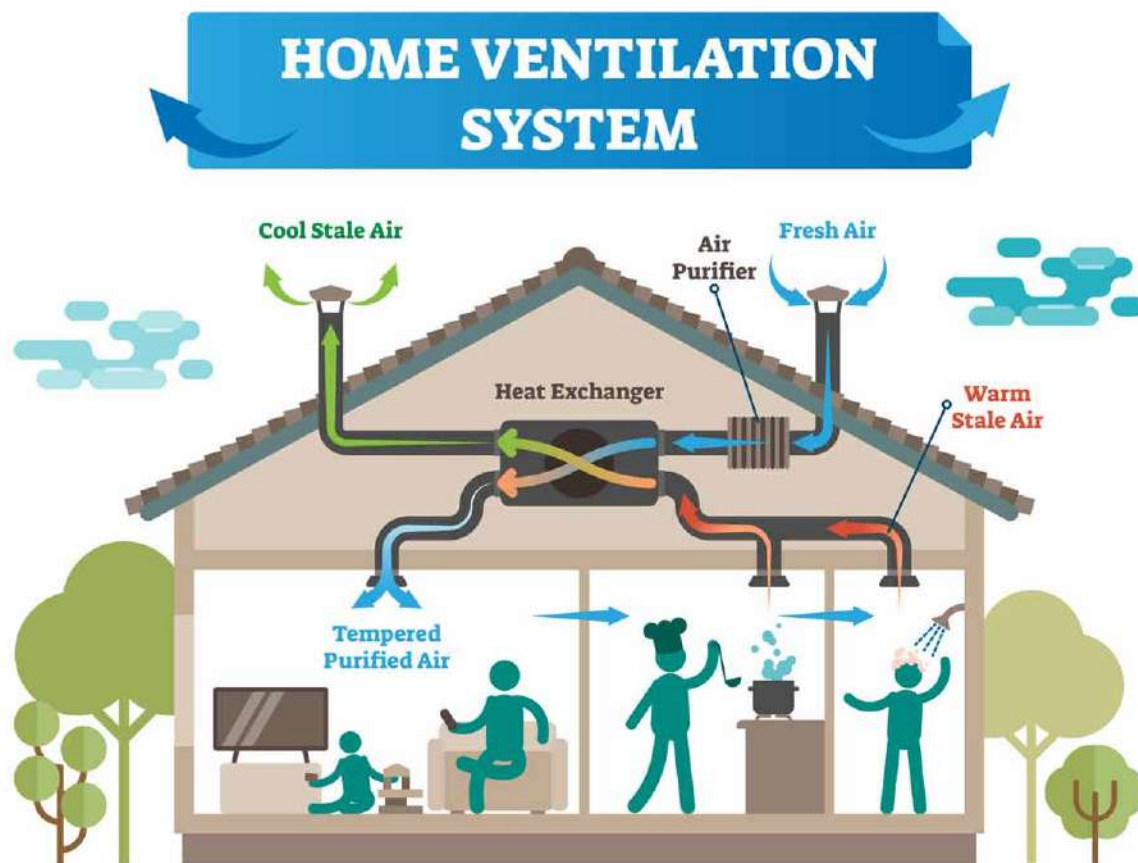 HOME VENTILATION
SYSTEM
Cool Stale Air
Air
Purifier
Fresh Air
Heat Exchanger
Warm
Stale Air
Tempered
Purified Air